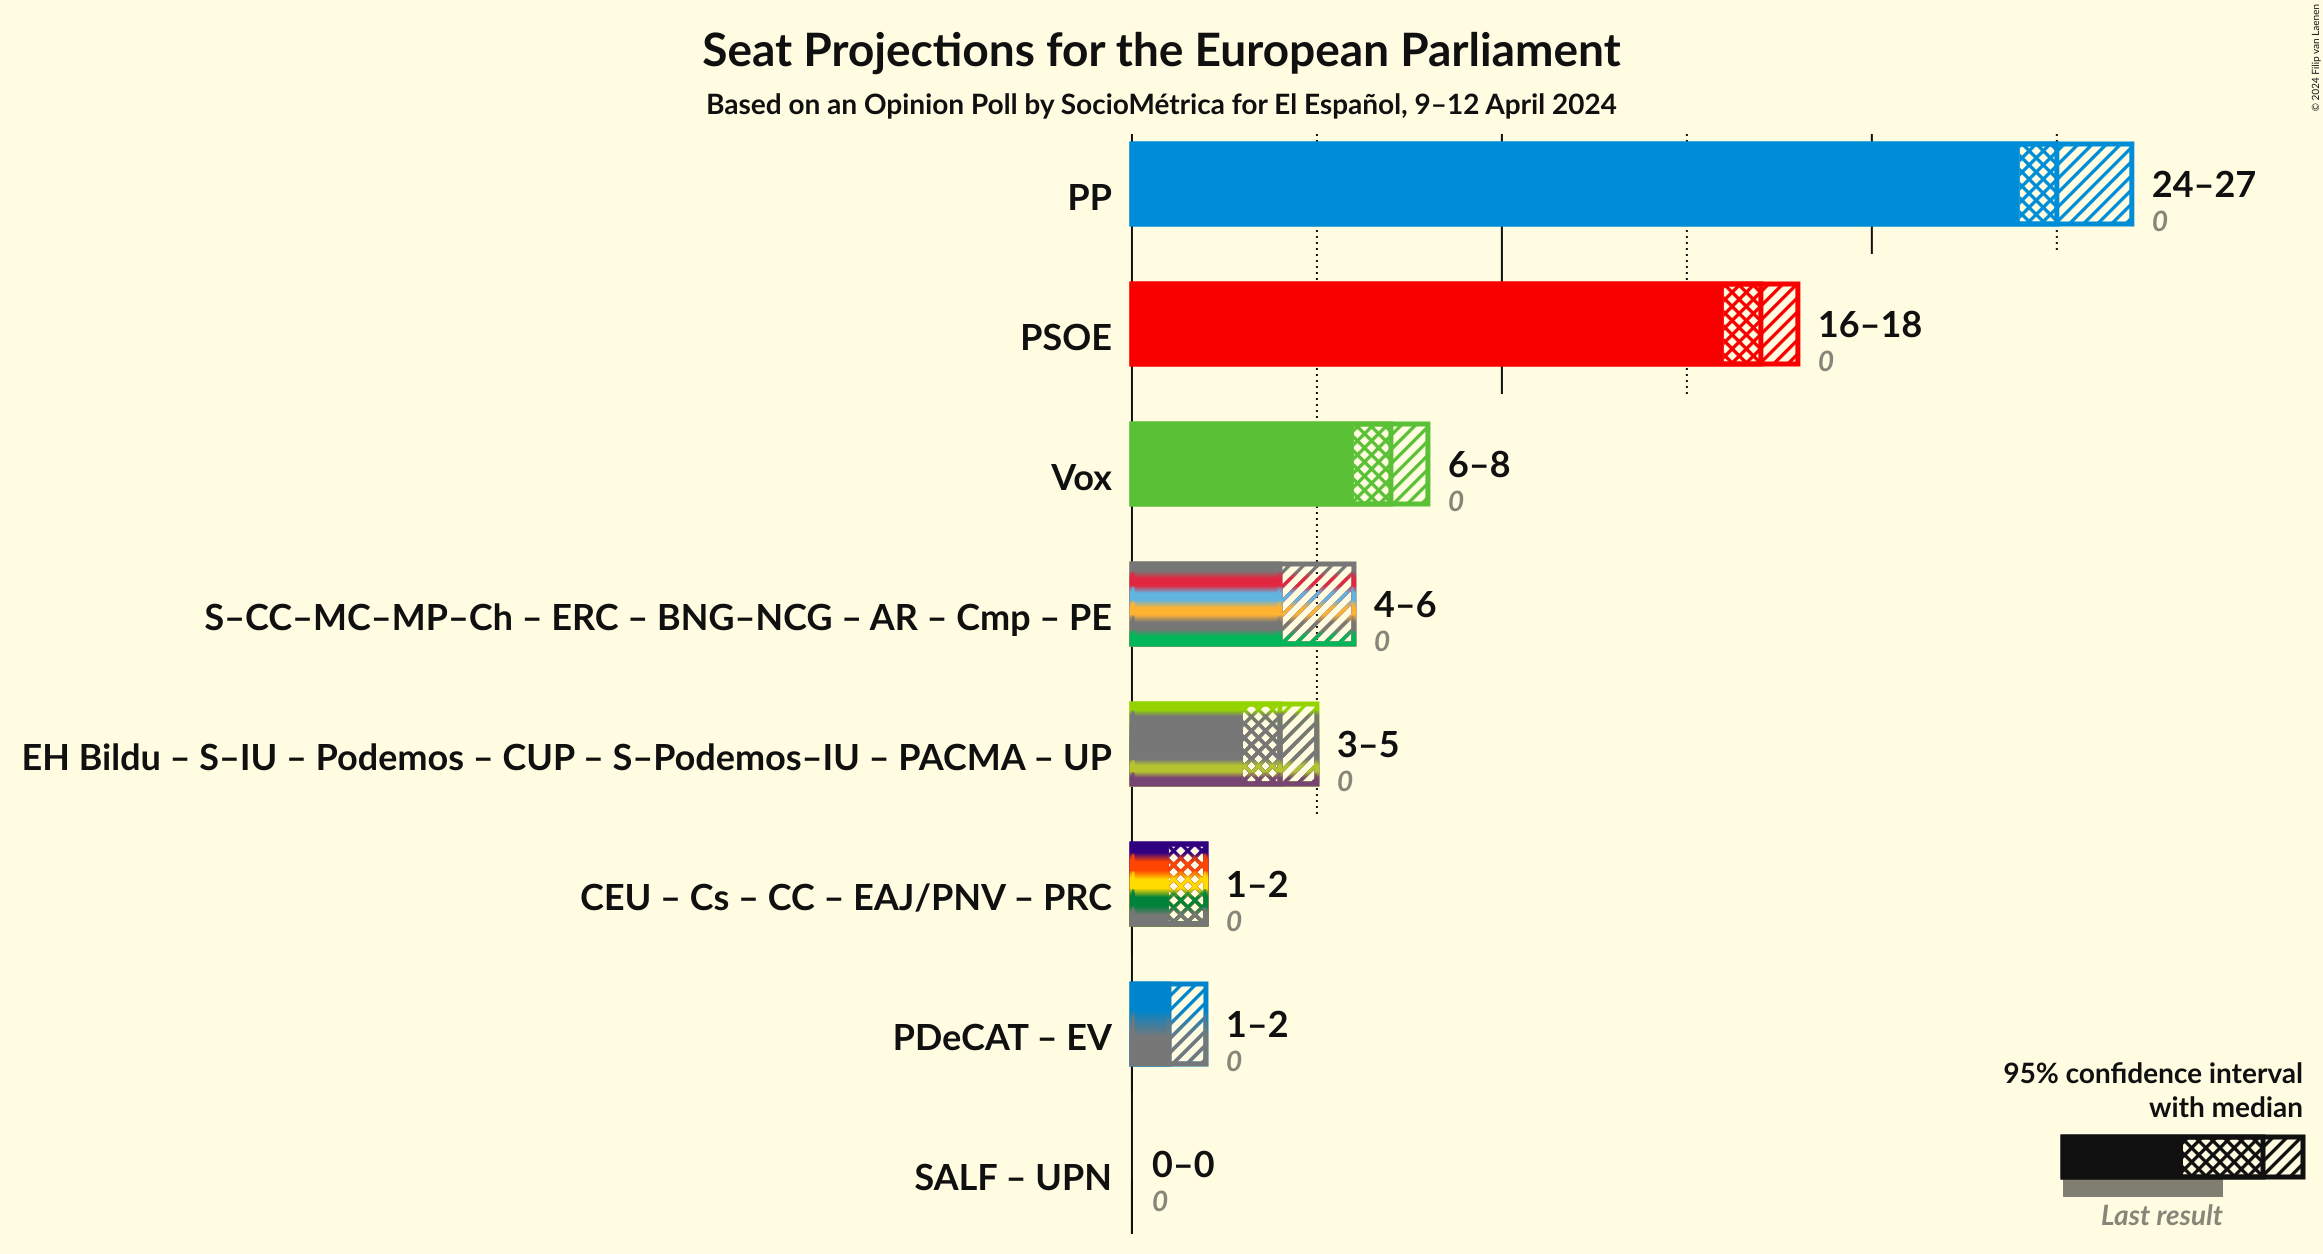 Seat Projections for the European Parliament
Based on an Opinion Poll by SocioMétrica for El Español, 9–12 April 2024
© 2024 Filip van Laenen
PP
24–27
0
PSOE
16–18
0
Vox
6–8
0
S–CC–MC–MP–Ch – ERC – BNG–NCG – AR – Cmp – PE
4–6
0
EH Bildu – S–IU – Podemos – CUP – S–Podemos–IU – PACMA – UP
3–5
0
CEU – Cs – CC – EAJ/PNV – PRC
1–2
0
PDeCAT – EV
1–2
0
SALF – UPN
0–0
0
95% confidence interval
with median
Last result